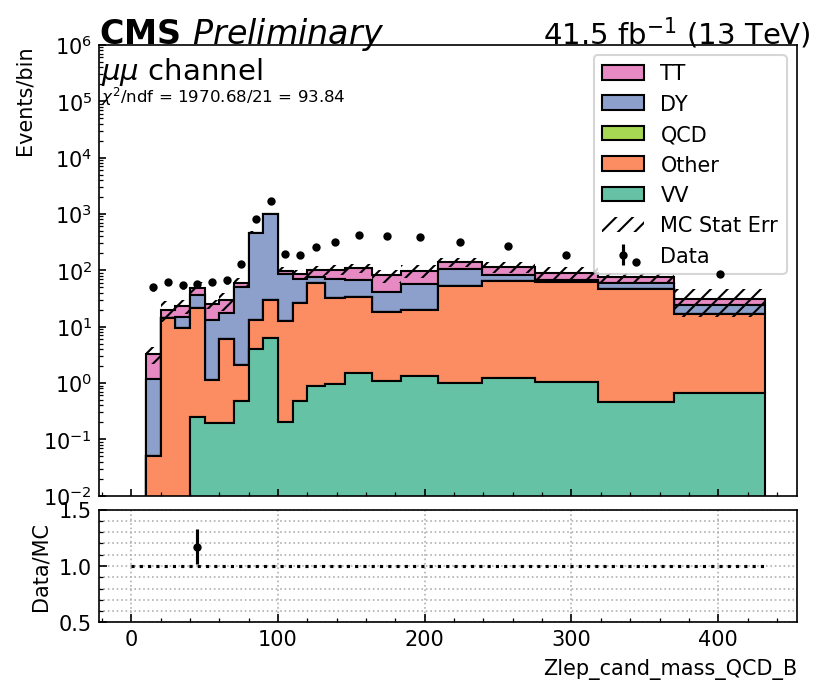 CMS Preliminary 41.5 fb⁻¹ (13 TeV)
μμ channel
χ²/ndf = 1970.68/21 = 93.84
Events/bin
10⁶
10⁵
10⁴
10³
10²
10¹
10⁰
10⁻¹
10⁻²
TT
DY
QCD
Other
VV
MC Stat Err
Data
Data/MC
1.5
1.0
0.5
0 100 200 300 400
Zlep_cand_mass_QCD_B